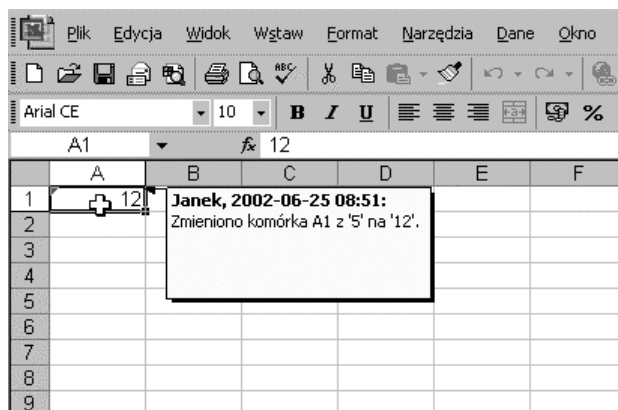 Plik Edycja Widok Wstaw Format Narzędzia Dane Okno
ABC
Arial CE 10 B I U %
A1 fx 12
A B C D E F
1 12 Janek, 2002-06-25 08:51:
2 Zmieniono komórka A1 z '5' na '12'.
3
4
5
6
7
8
9